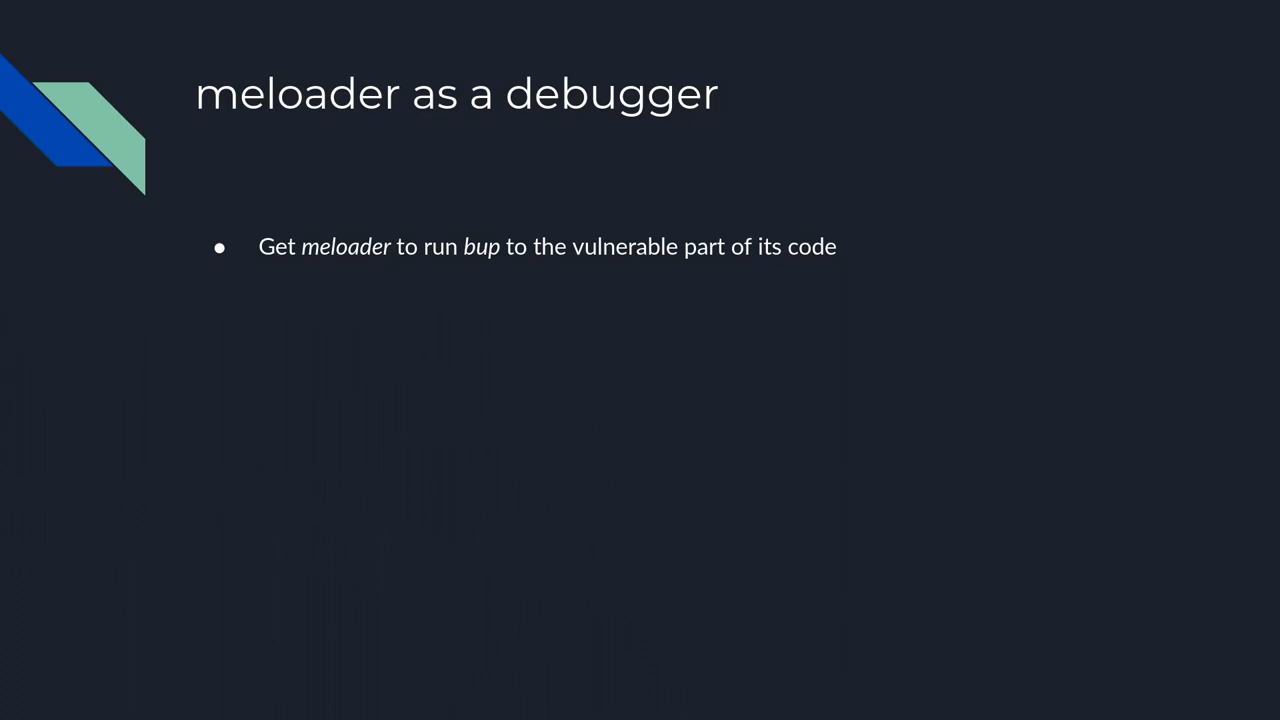 meloader as a debugger
● Get meloader to run bup to the vulnerable part of its code